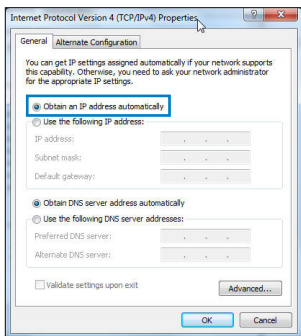 Internet Protocol Version 4 (TCP/IPv4) Properties
General
Alternate Configuration
You can get IP settings assigned automatically if your network supports
this capability. Otherwise, you need to ask your network administrator
for the appropriate IP settings.
Obtain an IP address automatically
Use the following IP address:
IP address:
Subnet mask:
Default gateway:
Obtain DNS server address automatically
Use the following DNS server addresses:
Preferred DNS server:
Alternate DNS server:
Validate settings upon exit
Advanced...
OK
Cancel